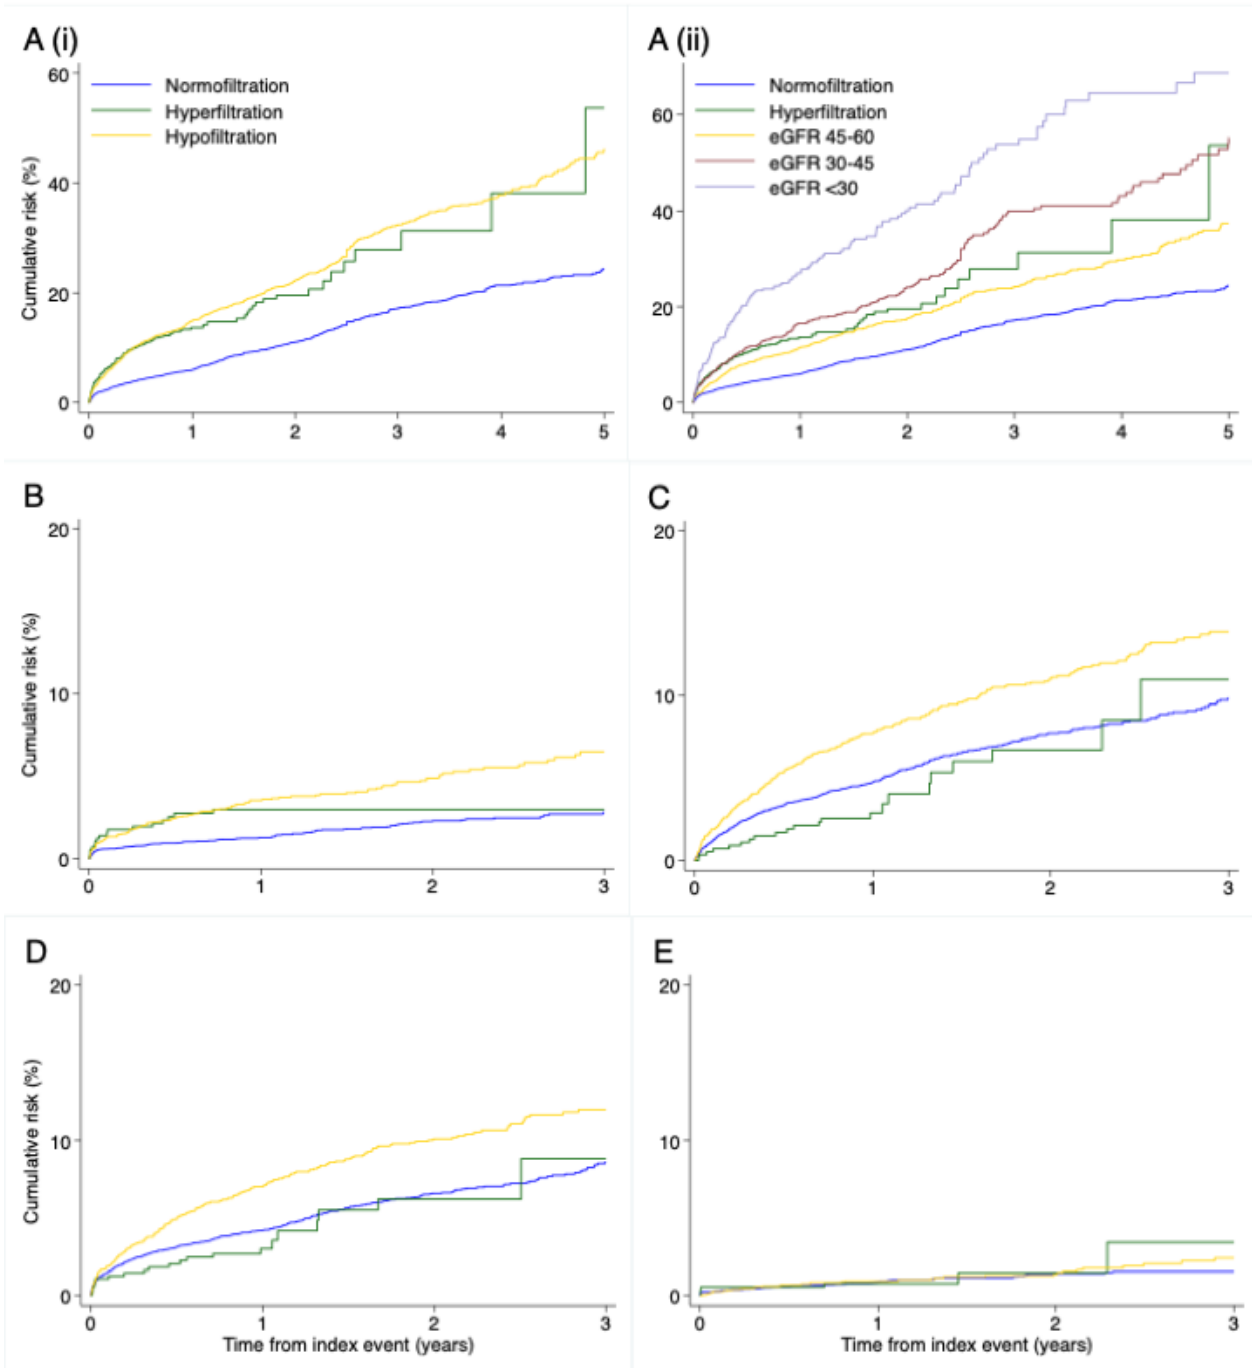 A (i)
Normofiltration
Hyperfiltration
Hypofiltration
Cumulative risk (%)
60
40
20
0
0 1 2 3 4 5
A (ii)
Normofiltration
Hyperfiltration
eGFR 45-60
eGFR 30-45
eGFR <30
60
40
20
0
0 1 2 3 4 5
B
Cumulative risk (%)
20
10
0
0 1 2 3
C
20
10
0
0 1 2 3
D
Cumulative risk (%)
20
10
0
0 1 2 3
Time from index event (years)
E
20
10
0
0 1 2 3
Time from index event (years)